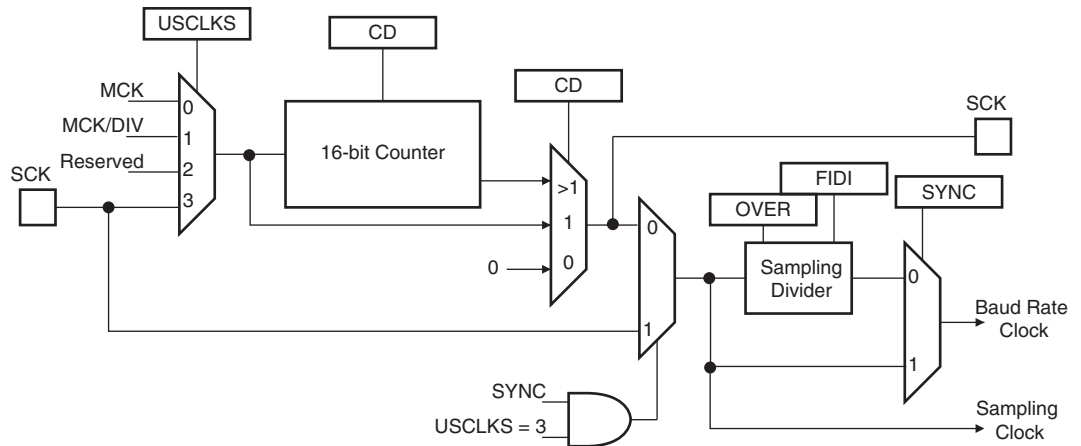 USCLKS
CD
CD
MCK
0
MCK/DIV
1
Reserved
2
SCK
3
16-bit Counter
>1
1
0
0
SCK
FIDI
OVER
SYNC
0
1
Sampling
Divider
0
1
Baud Rate
Clock
SYNC
USCLKS = 3
Sampling
Clock